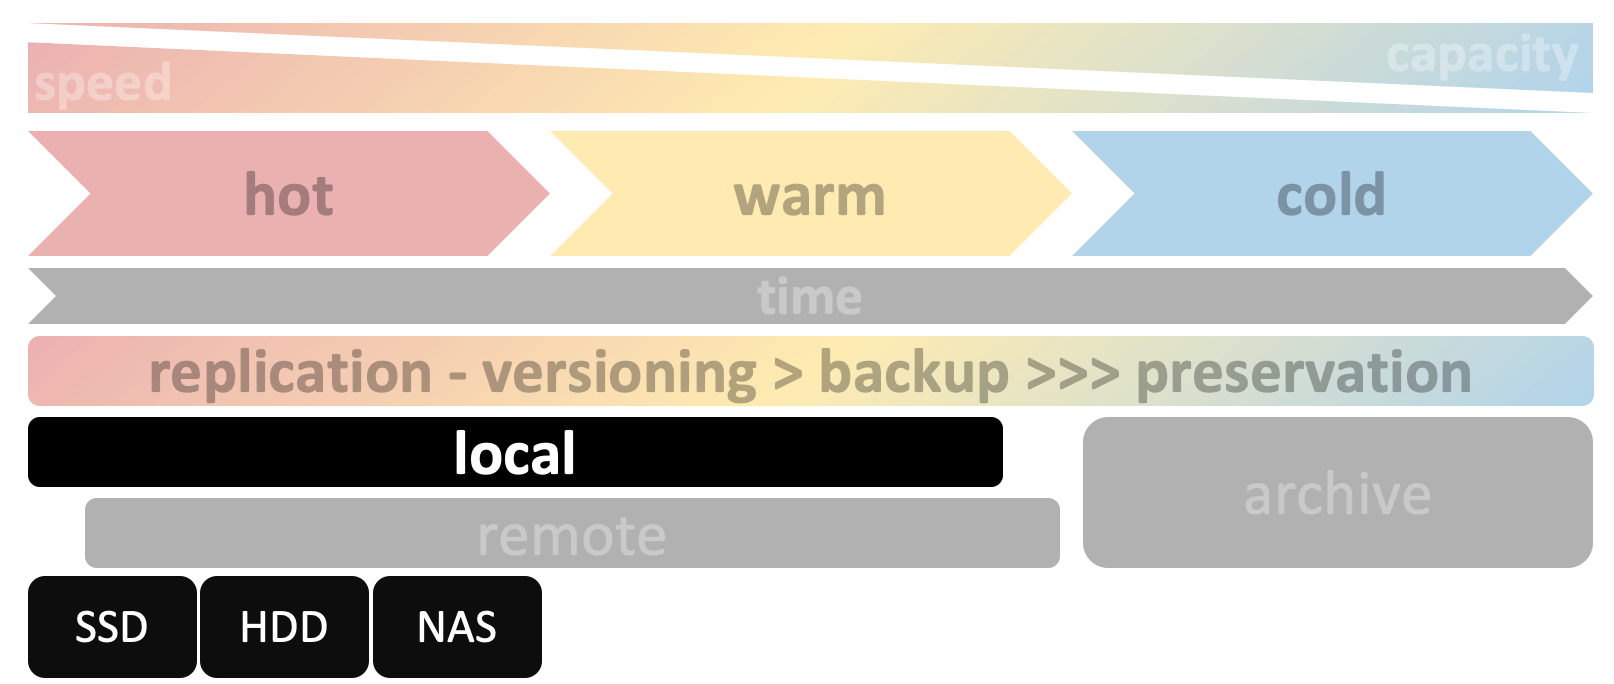 speed
capacity
hot
warm
cold
time
replication - versioning > backup >>> preservation
local
archive
remote
SSD
HDD
NAS